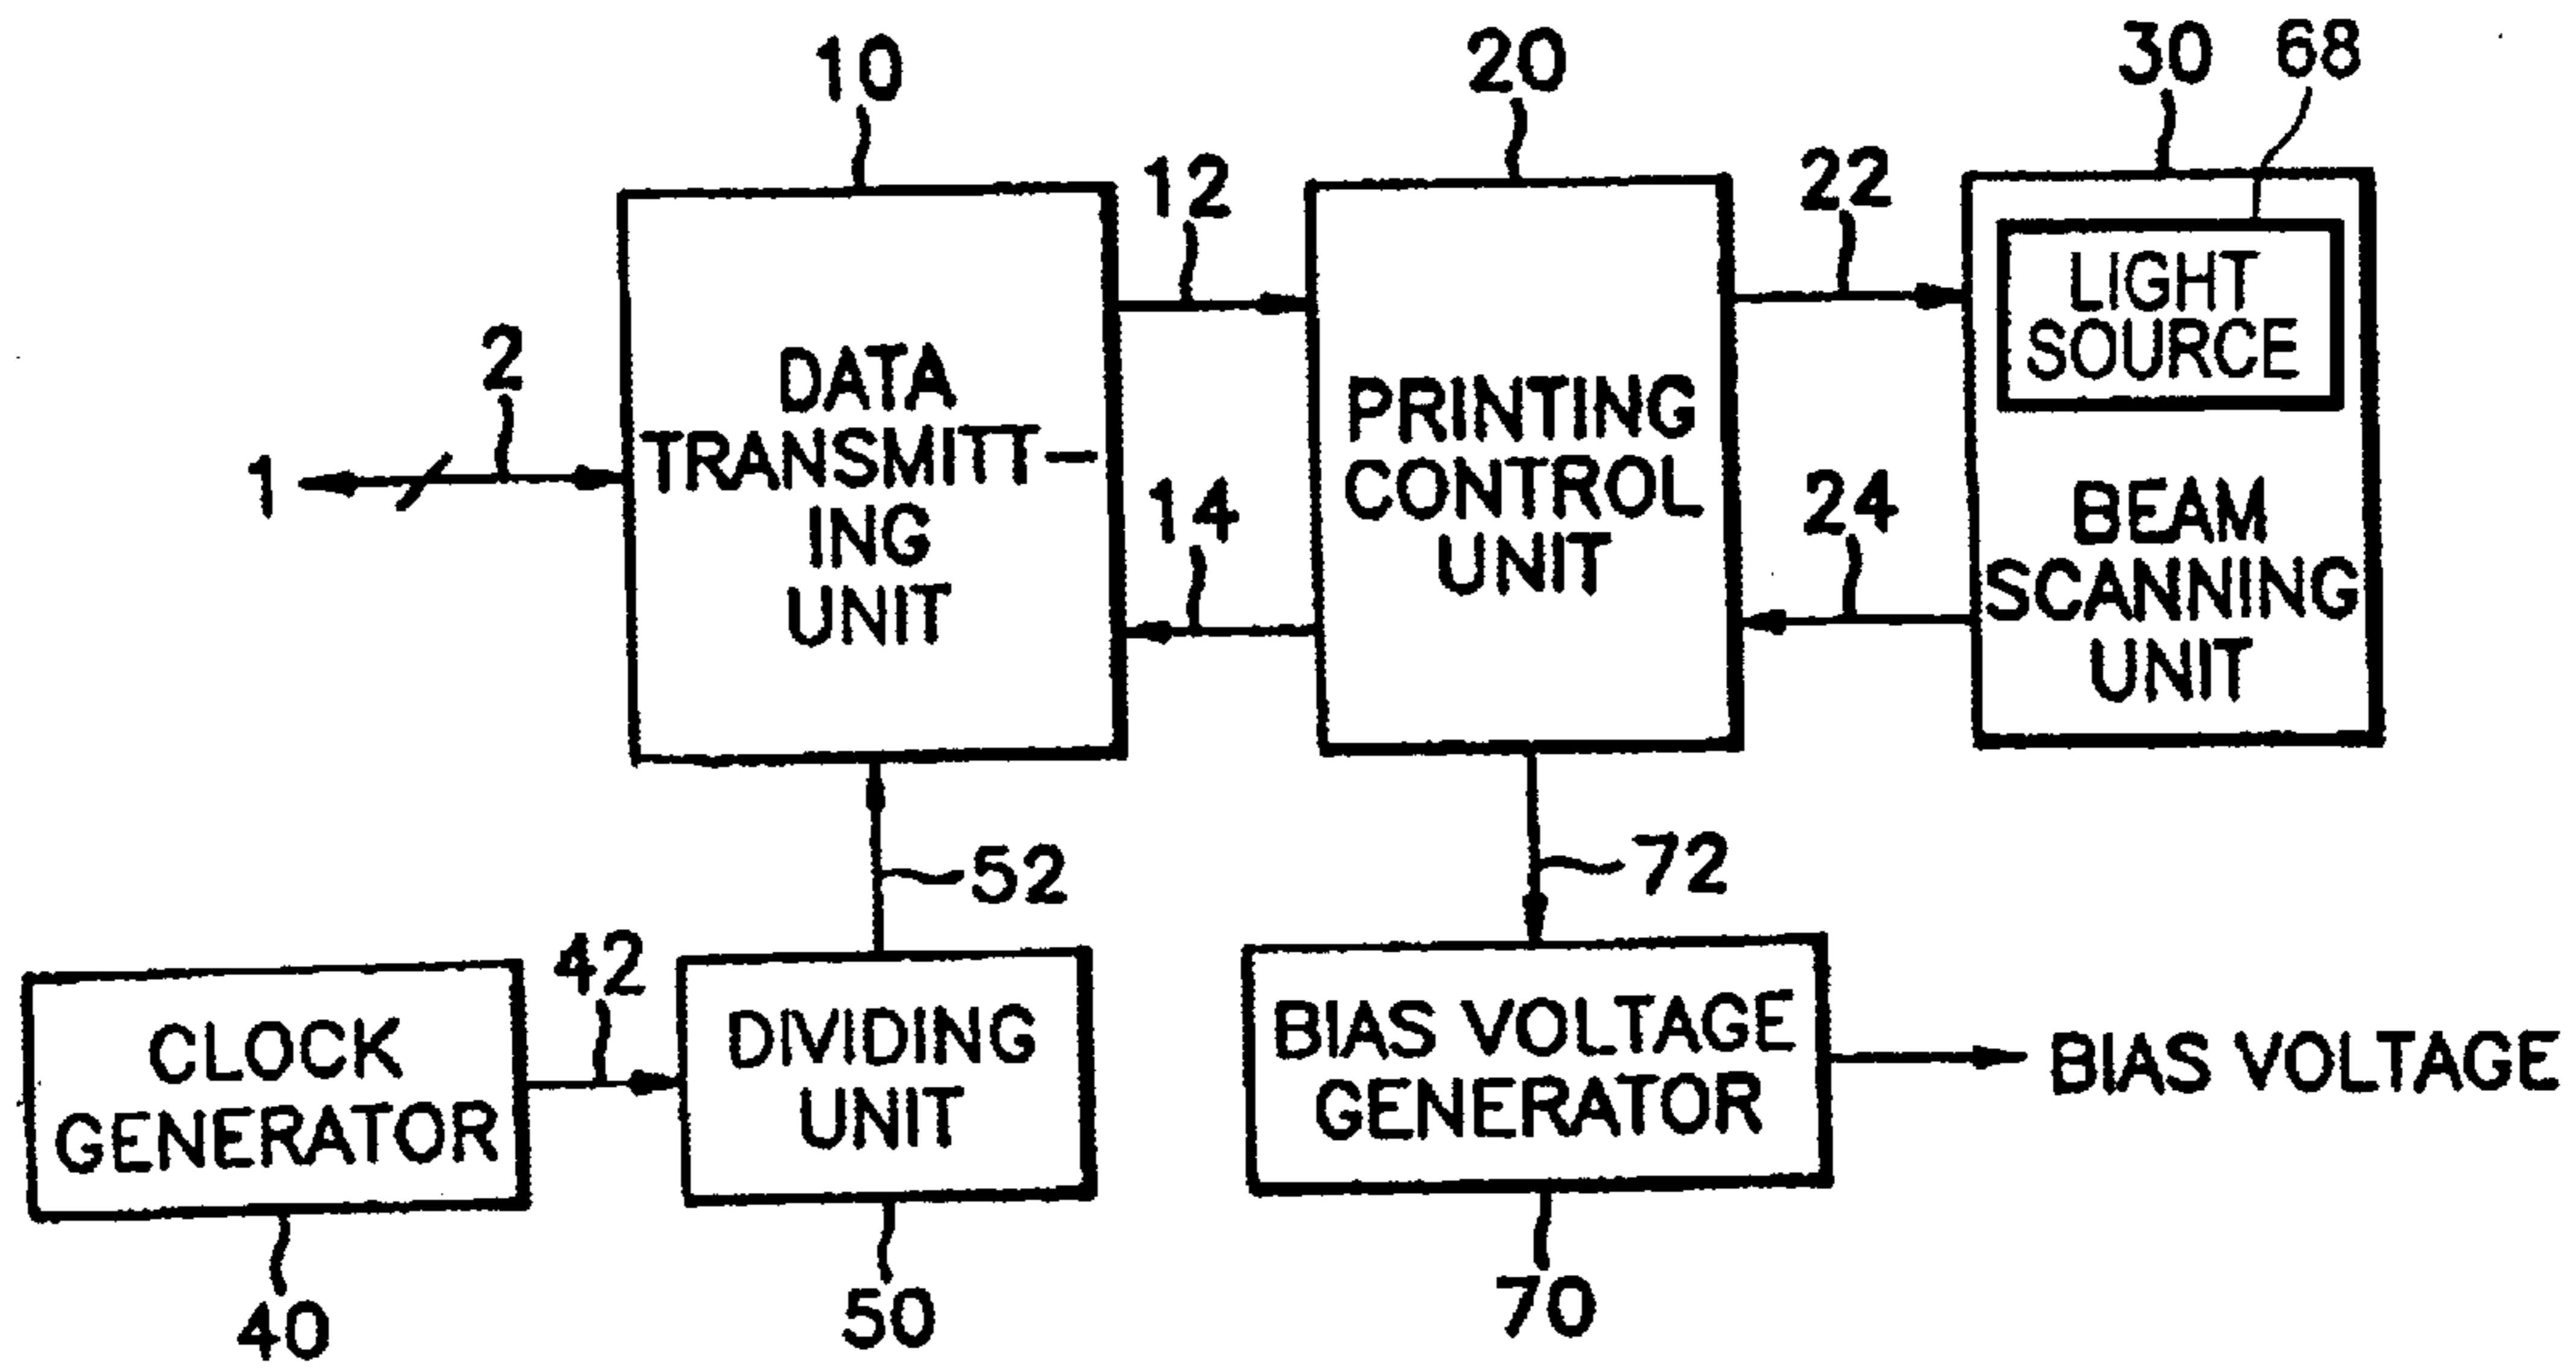 10
20
30
68
12
22
2
1
DATA
TRANSMITT-
ING
UNIT
14
PRINTING
CONTROL
UNIT
24
LIGHT
SOURCE
BEAM
SCANNING
UNIT
52
72
42
CLOCK
GENERATOR
DIVIDING
UNIT
BIAS VOLTAGE
GENERATOR
BIAS VOLTAGE
40
50
70